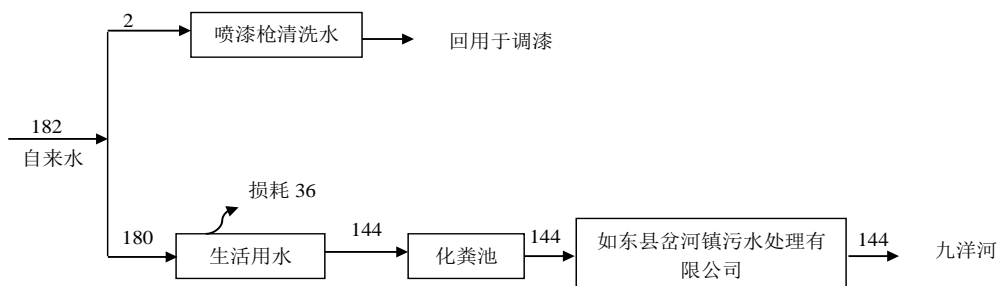 2
喷漆枪清洗水
回用于调漆
182
自来水
损耗 36
180
生活用水
144
化粪池
144
如东县岔河镇污水处理有
限公司
144
九洋河